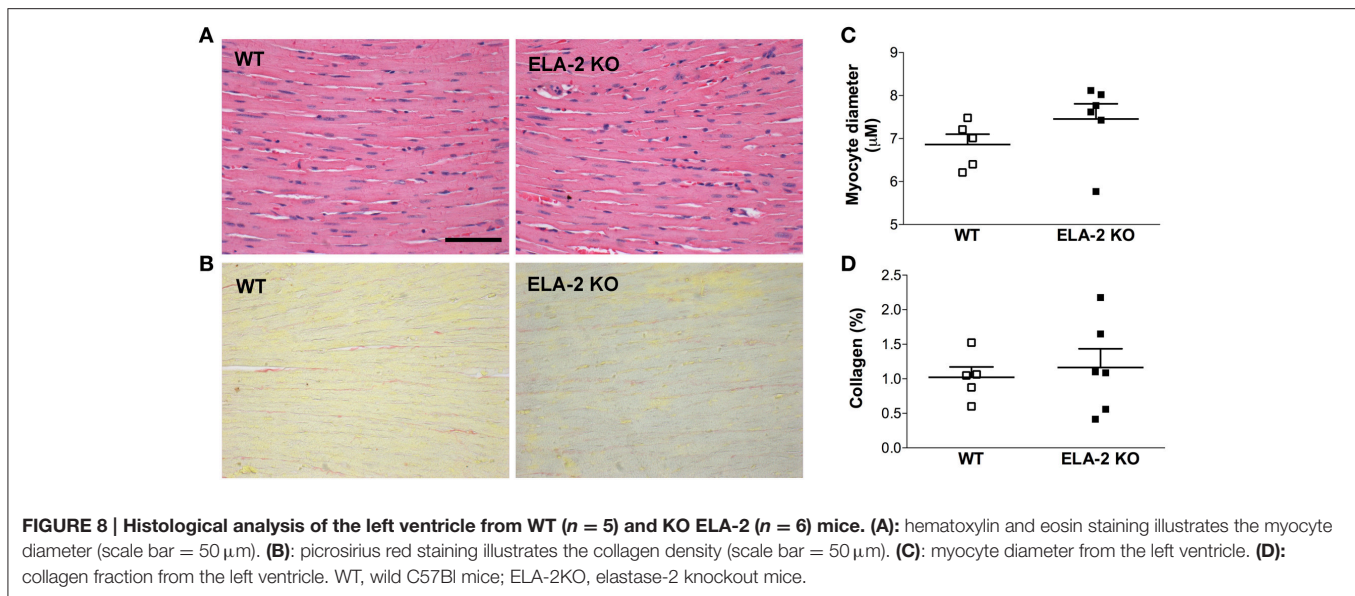 A
WT
ELA-2 KO
B
WT
ELA-2 KO
C
9
8
7
6
5
Myocyte diameter
(μM)
WT
ELA-2 KO
D
2.5
2.0
1.5
1.0
0.5
0.0
Collagen (%)
WT
ELA-2 KO
FIGURE 8 | Histological analysis of the left ventricle from WT (n = 5) and KO ELA-2 (n = 6) mice. (A): hematoxylin and eosin staining illustrates the myocyte
diameter (scale bar = 50 μm). (B): picrosirius red staining illustrates the collagen density (scale bar = 50 μm). (C): myocyte diameter from the left ventricle. (D):
collagen fraction from the left ventricle. WT, wild C57Bl mice; ELA-2KO, elastase-2 knockout mice.